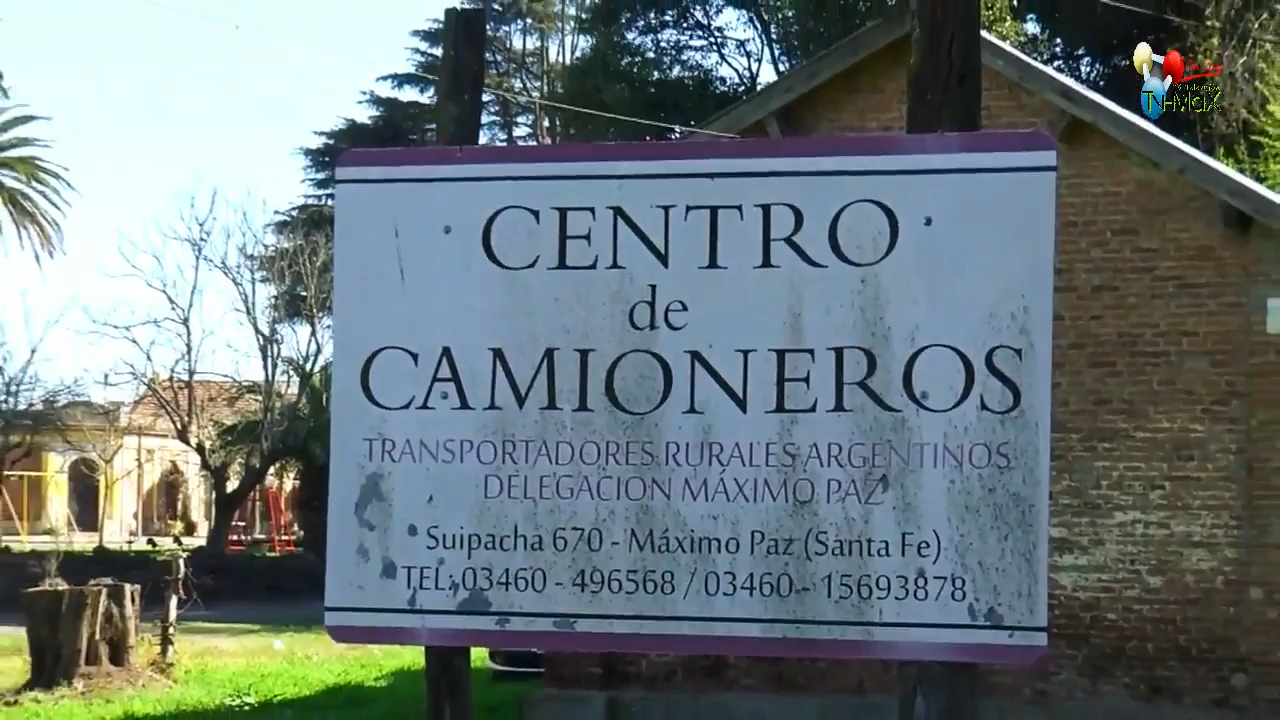 CENTRO
de
CAMIONEROS
TRANSPORTADORES RURALES ARGENTINOS
DELEGACION MÁXIMO PAZ
Suipacha 670 - Máximo Paz (Santa Fe)
TEL: 03460 - 496568 / 03460 - 15693878